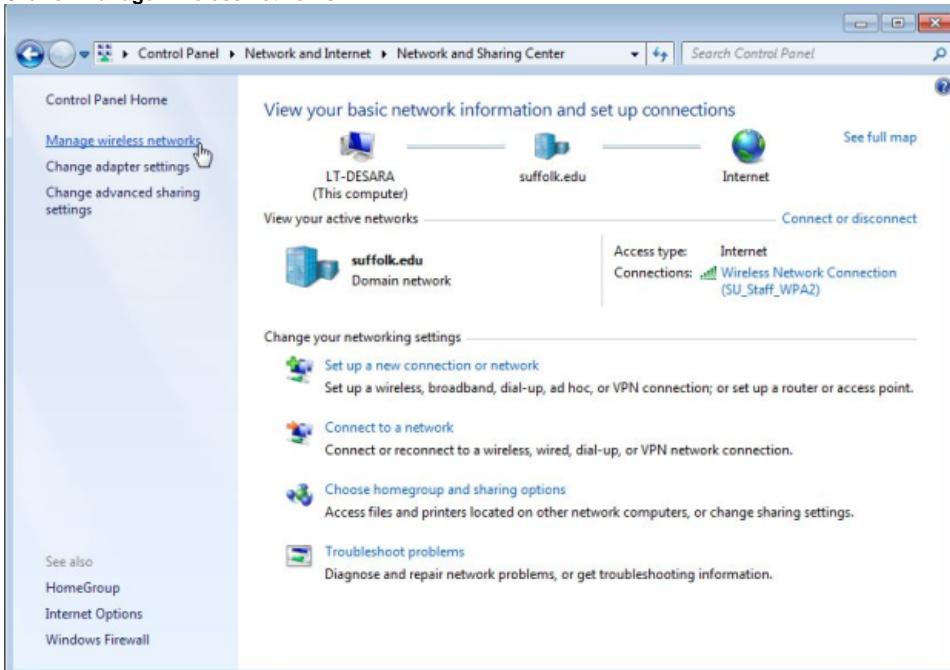 Control Panel ▸ Network and Internet ▸ Network and Sharing Center
Search Control Panel
Control Panel Home
Manage wireless networks
Change adapter settings
Change advanced sharing
settings
See also
HomeGroup
Internet Options
Windows Firewall
View your basic network information and set up connections
See full map
LT-DESARA
(This computer)
suffolk.edu
Internet
View your active networks
Connect or disconnect
suffolk.edu
Domain network
Access type: Internet
Connections: Wireless Network Connection
(SU_Staff_WPA2)
Change your networking settings
Set up a new connection or network
Set up a wireless, broadband, dial-up, ad hoc, or VPN connection; or set up a router or access point.
Connect to a network
Connect or reconnect to a wireless, wired, dial-up, or VPN network connection.
Choose homegroup and sharing options
Access files and printers located on other network computers, or change sharing settings.
Troubleshoot problems
Diagnose and repair network problems, or get troubleshooting information.